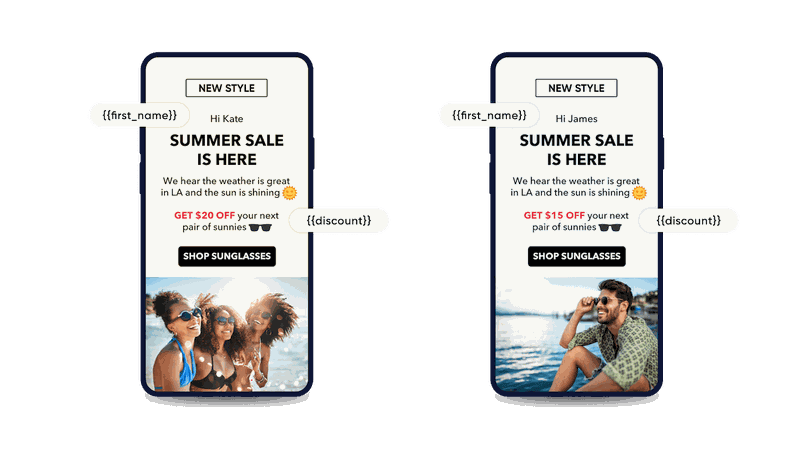 NEW STYLE
{{first_name}}
Hi Kate
SUMMER SALE
IS HERE
We hear the weather is great
in LA and the sun is shining 🌞
GET $20 OFF your next
pair of sunnies 🕶️
{{discount}}
SHOP SUNGLASSES
NEW STYLE
{{first_name}}
Hi James
SUMMER SALE
IS HERE
We hear the weather is great
in LA and the sun is shining 🌞
GET $15 OFF your next
pair of sunnies 🕶️
{{discount}}
SHOP SUNGLASSES